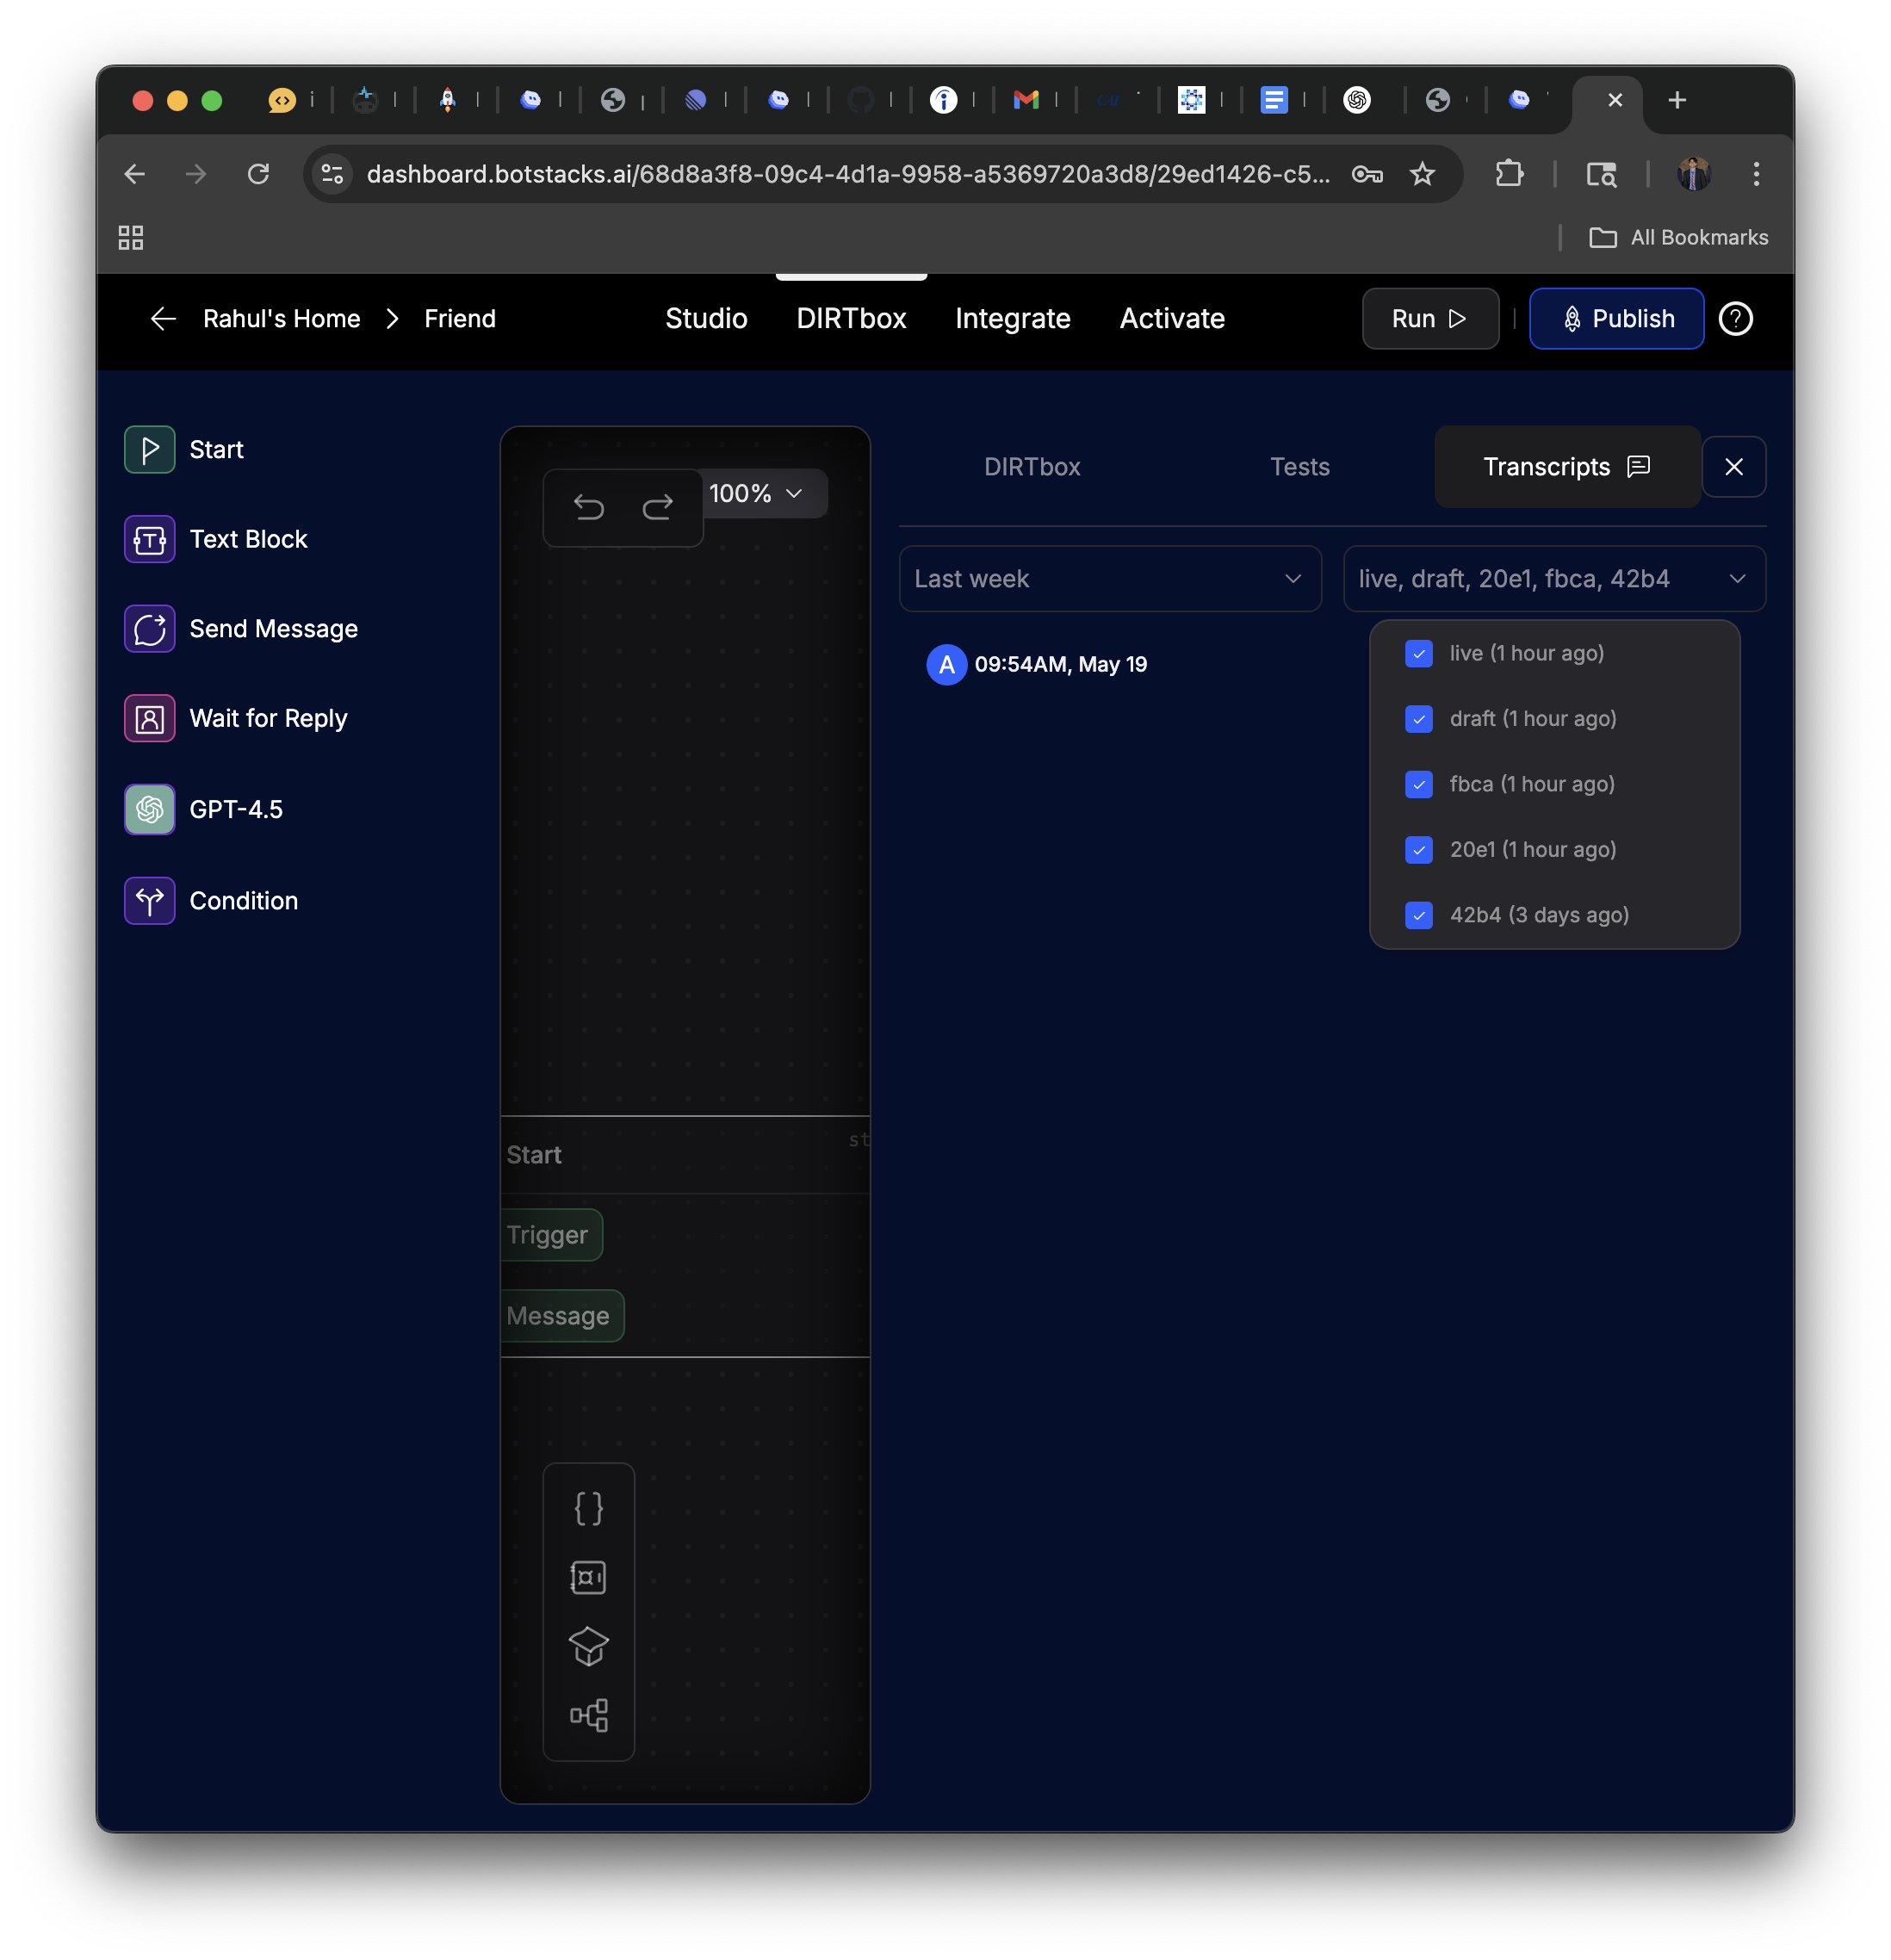 dashboard.botstacks.ai/68d8a3f8-09c4-4d1a-9958-a5369720a3d8/29ed1426-c5...
All Bookmarks
Rahul's Home > Friend
Studio DIRTbox Integrate Activate
Run
Publish
Start
Text Block
Send Message
Wait for Reply
GPT-4.5
Condition
100%
Start
st
Trigger
Message
DIRTbox Tests Transcripts
Last week
live, draft, 20e1, fbca, 42b4
A 09:54AM, May 19
live (1 hour ago)
draft (1 hour ago)
fbca (1 hour ago)
20e1 (1 hour ago)
42b4 (3 days ago)